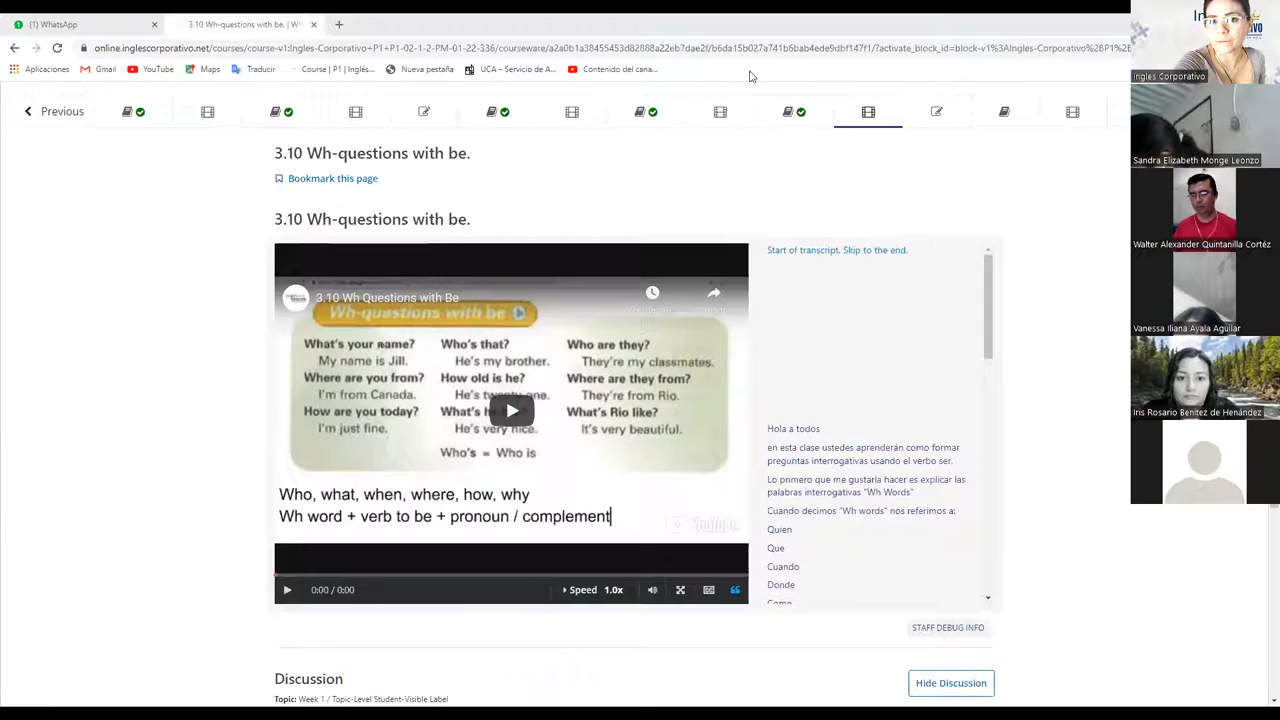 (1) WhatsApp
3.10 Wh-questions with be. | Wh
online.inglescorporativo.net/courses/course-v1:Ingles-Corporativo+P1+P1-02-1-2-PM-01-22-336/courseware/a2a0b1a38455453d82888a22eb7dae2f/b6da15b027a741b6bab4ede9dbf147f1/?activate_block_id=block-v1%3AIngles-Corporativo%2BP1%
Aplicaciones
Gmail
YouTube
Maps
Traducir
Course | P1 | Inglés...
Nueva pestaña
UCA – Servicio de A...
Contenido del cana...
Ingles Corporativo
Previous
3.10 Wh-questions with be.
Bookmark this page
3.10 Wh-questions with be.
3.10 Wh Questions with Be
Wh-questions with be
What's your name?
My name is Jill.
Where are you from?
I'm from Canada.
How are you today?
I'm just fine.
Who's that?
He's my brother.
How old is he?
He's one.
What's
He's very nice.
Who's = Who is
Who are they?
They're my classmates.
Where are they from?
They're from Rio.
What's Rio like?
It's very beautiful.
Who, what, when, where, how, why
Wh word + verb to be + pronoun / complement
YouTube
0:00 / 0:00
Speed 1.0x
Start of transcript. Skip to the end.
Hola a todos
en esta clase ustedes aprenderán como formar
preguntas interrogativas usando el verbo ser.
Lo primero que me gustaría hacer es explicar las
palabras interrogativas "Wh Words"
Cuando decimos "Wh words" nos referimos a:
Quien
Que
Cuando
Donde
Como
STAFF DEBUG INFO
Discussion
Hide Discussion
Topic: Week 1 / Topic-Level Student-Visible Label
Sandra Elizabeth Monge Leonzo
Walter Alexander Quintanilla Cortéz
Vanessa Iliana Ayala Aguilar
Iris Rosario Benitez de Henández